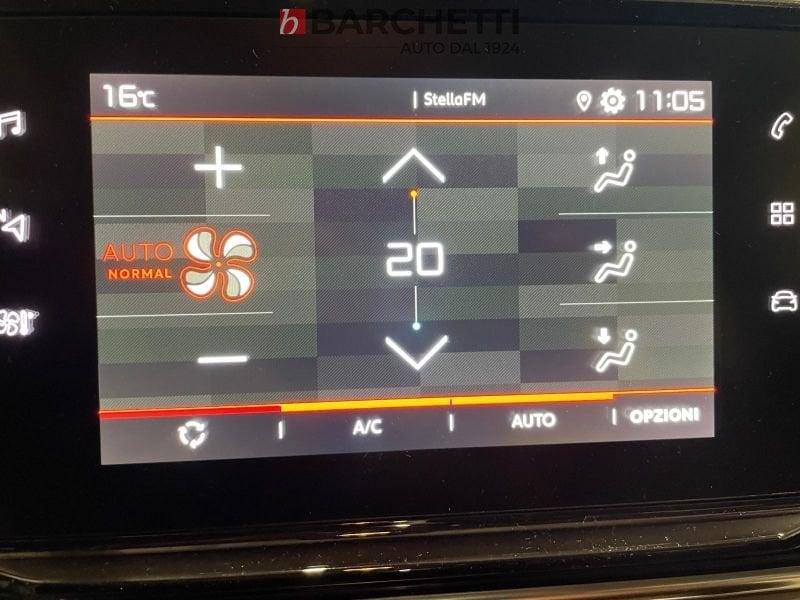 b BARCHETTI
AUTO DAL 1924
16°C
StellaFM
11:05
AUTO
NORMAL
20
A/C
AUTO
OPZIONI